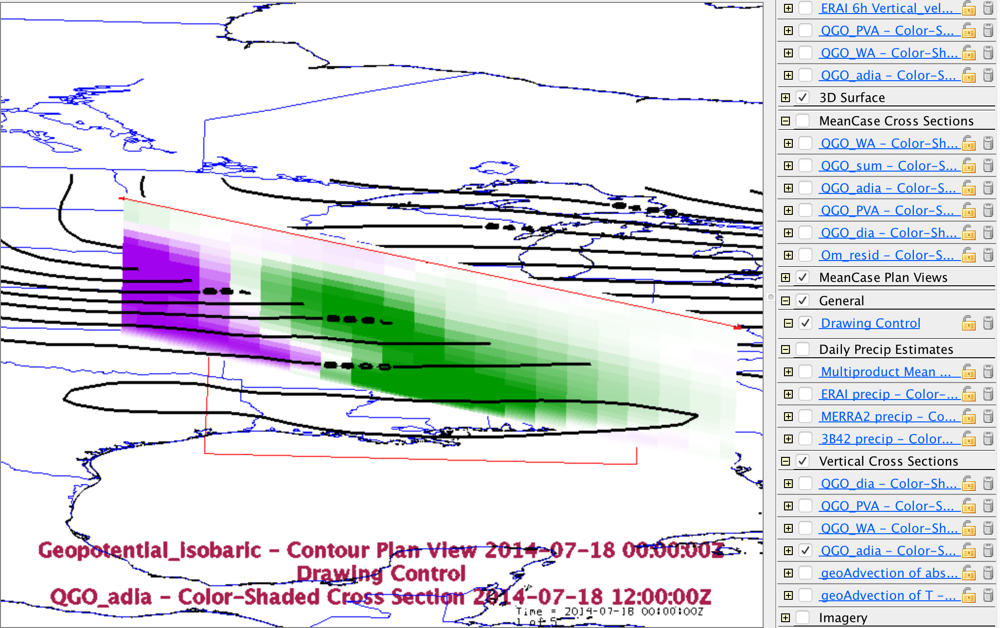 Geopotential_isobaric - Contour Plan View 2014-07-18 00:00:00Z
Drawing Control
QGO_adia - Color-Shaded Cross Section 2014-07-18 12:00:00Z
Time = 2014-07-18 00:00:00Z
1 of 5
ERAI 6h Vertical_vel...
QGO_PVA - Color-S...
QGO_WA - Color-Sh...
QGO_adia - Color-S...
3D Surface
MeanCase Cross Sections
QGO_WA - Color-Sh...
QGO_sum - Color-S...
QGO_adia - Color-S...
QGO_PVA - Color-S...
QGO_dia - Color-Sh...
Om_resid - Color-S...
MeanCase Plan Views
General
Drawing Control
Daily Precip Estimates
Multiproduct Mean ...
ERAI precip - Color-...
MERRA2 precip - Co...
3B42 precip - Color...
Vertical Cross Sections
QGO_dia - Color-Sh...
QGO_PVA - Color-S...
QGO_WA - Color-Sh...
QGO_adia - Color-S...
geoAdvection of abs...
geoAdvection of T -...
Imagery